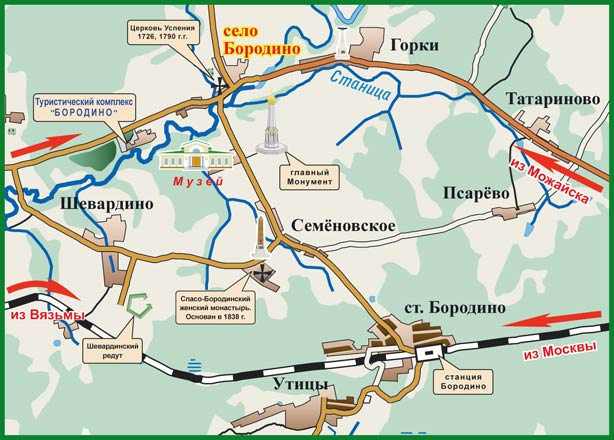 Церковь Успения
1726, 1790 г.г.
село
Бородино
Горки
Станица
Туристический комплекс
"БОРОДИНО"
Татариново
из Можайска
главный
Монумент
Музей
Псарёво
Шевардино
Семёновское
Спасо-Бородинский
женский монастырь.
Основан в 1838 г.
из Вязьмы
ст. Бородино
из Москвы
Шевардинский
редут
станция
Бородино
Утицы